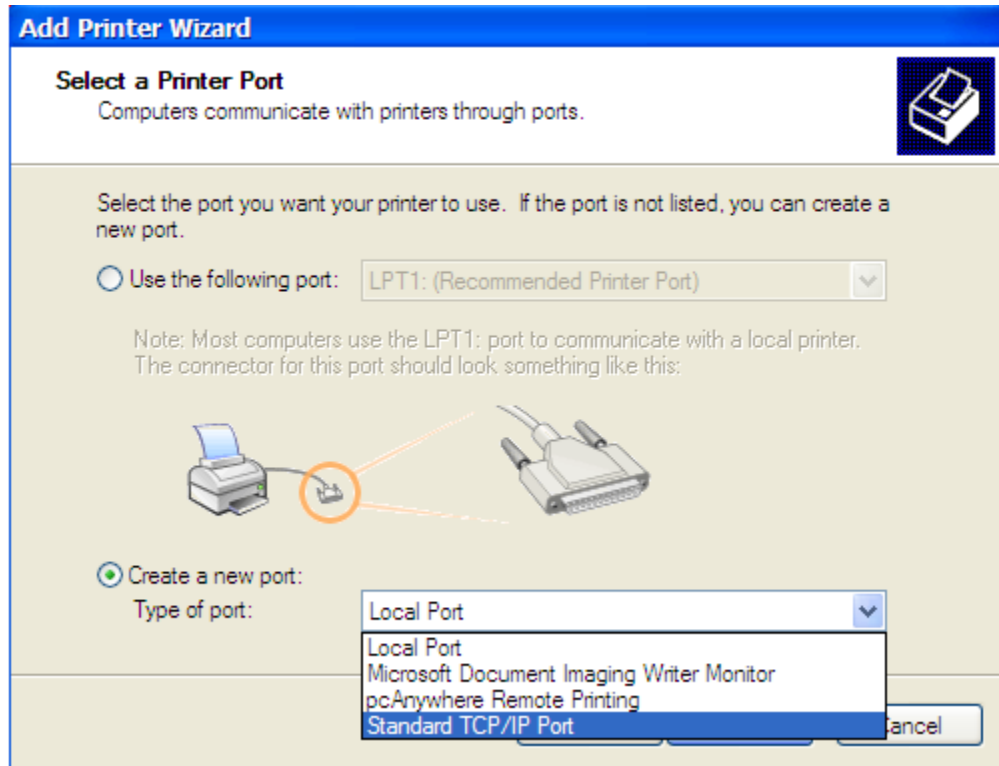 Add Printer Wizard
Select a Printer Port
Computers communicate with printers through ports.
Select the port you want your printer to use. If the port is not listed, you can create a
new port.
Use the following port: LPT1: (Recommended Printer Port)
Note: Most computers use the LPT1: port to communicate with a local printer.
The connector for this port should look something like this:
Create a new port:
Type of port: Local Port
Local Port
Microsoft Document Imaging Writer Monitor
pcAnywhere Remote Printing
Standard TCP/IP Port
Cancel